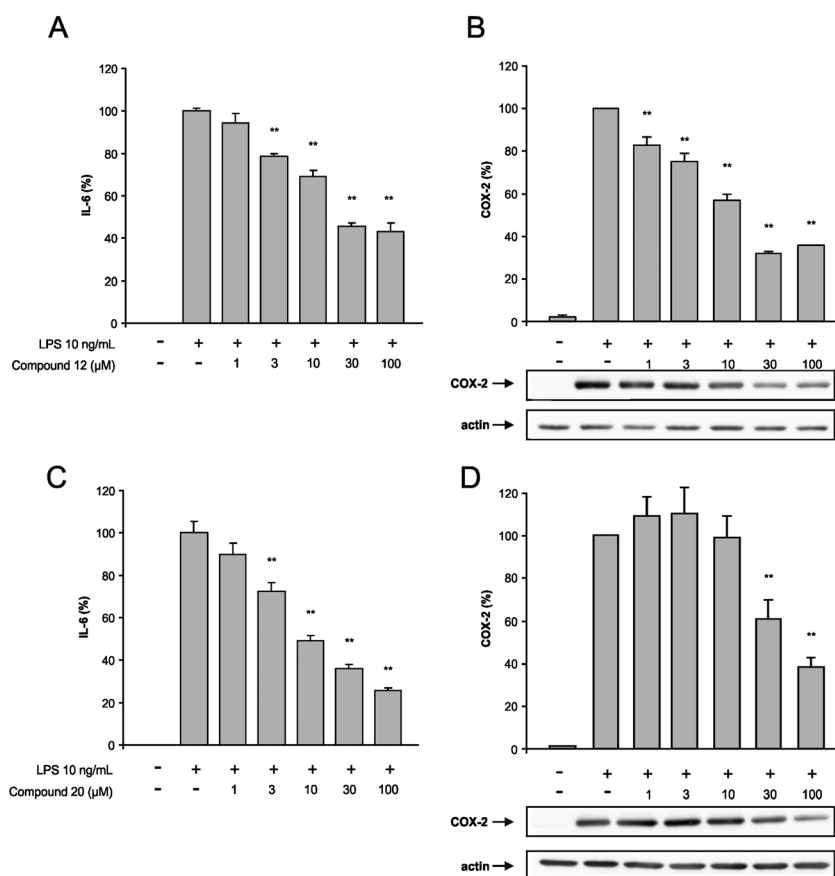 A
120
100
80
60
40
20
0
IL-6 (%)
** ** ** **
LPS 10 ng/mL - + + + + + +
Compound 12 (µM) - - 1 3 10 30 100
B
120
100
80
60
40
20
0
COX-2 (%)
** ** ** ** **
- + + + + + +
- - 1 3 10 30 100
COX-2 →
actin →
C
120
100
80
60
40
20
0
IL-6 (%)
** ** ** **
LPS 10 ng/mL - + + + + + +
Compound 20 (µM) - - 1 3 10 30 100
D
120
100
80
60
40
20
0
COX-2 (%)
** **
- + + + + + +
- - 1 3 10 30 100
COX-2 →
actin →